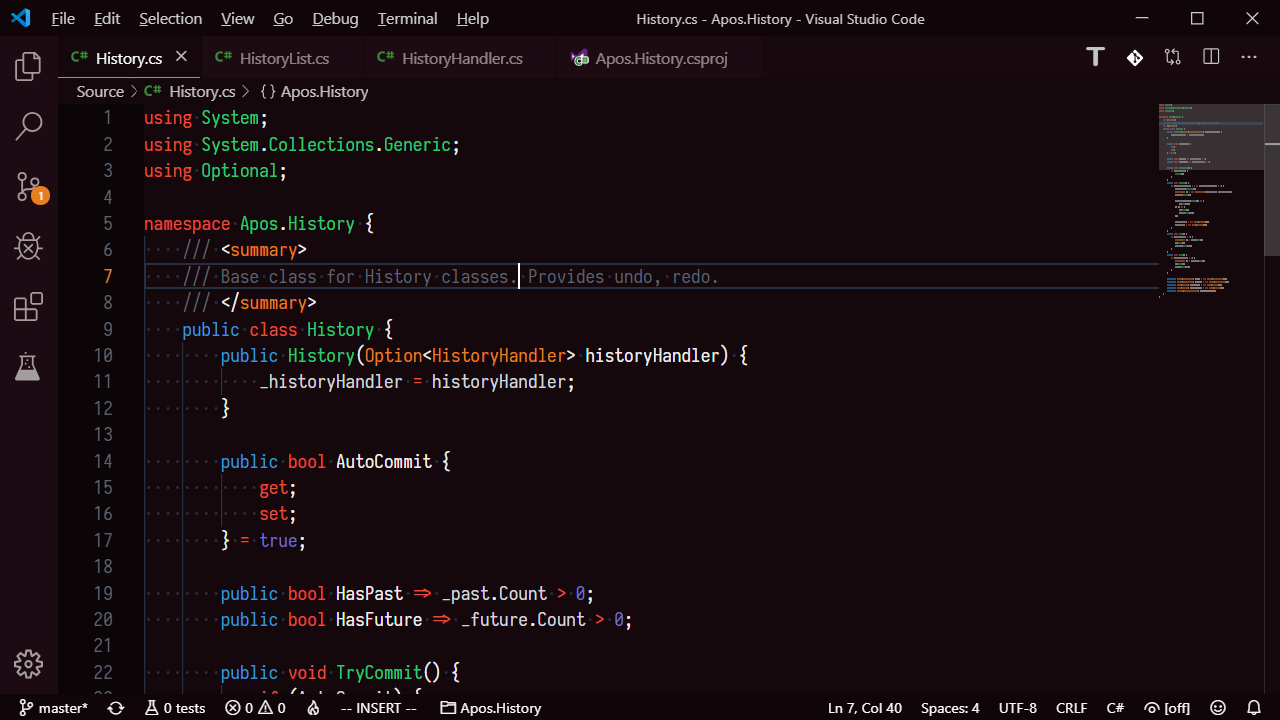 File Edit Selection View Go Debug Terminal Help History.cs - Apos.History - Visual Studio Code
C# History.cs C# HistoryList.cs C# HistoryHandler.cs Apos.History.csproj
Source > C# History.cs > {} Apos.History
1 using System;
2 using System.Collections.Generic;
3 using Optional;
4
5 namespace Apos.History {
6 /// <summary>
7 /// Base class for History classes. Provides undo, redo.
8 /// </summary>
9 public class History {
10 public History(Option<HistoryHandler> historyHandler) {
11 _historyHandler = historyHandler;
12 }
13
14 public bool AutoCommit {
15 get;
16 set;
17 } = true;
18
19 public bool HasPast => _past.Count > 0;
20 public bool HasFuture => _future.Count > 0;
21
22 public void TryCommit() {
1
master* 0 tests 0 0 -- INSERT -- Apos.History Ln 7, Col 40 Spaces: 4 UTF-8 CRLF C# [off]